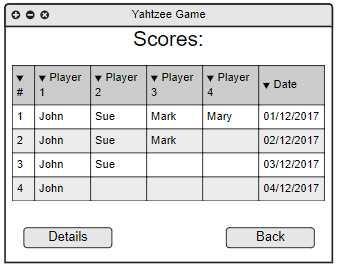 Yahtzee Game
Scores:
▼ # ▼ Player 1 ▼ Player 2 ▼ Player 3 ▼ Player 4 ▼ Date
1 John Sue Mark Mary 01/12/2017
2 John Sue Mark 02/12/2017
3 John Sue 03/12/2017
4 John 04/12/2017
Details Back